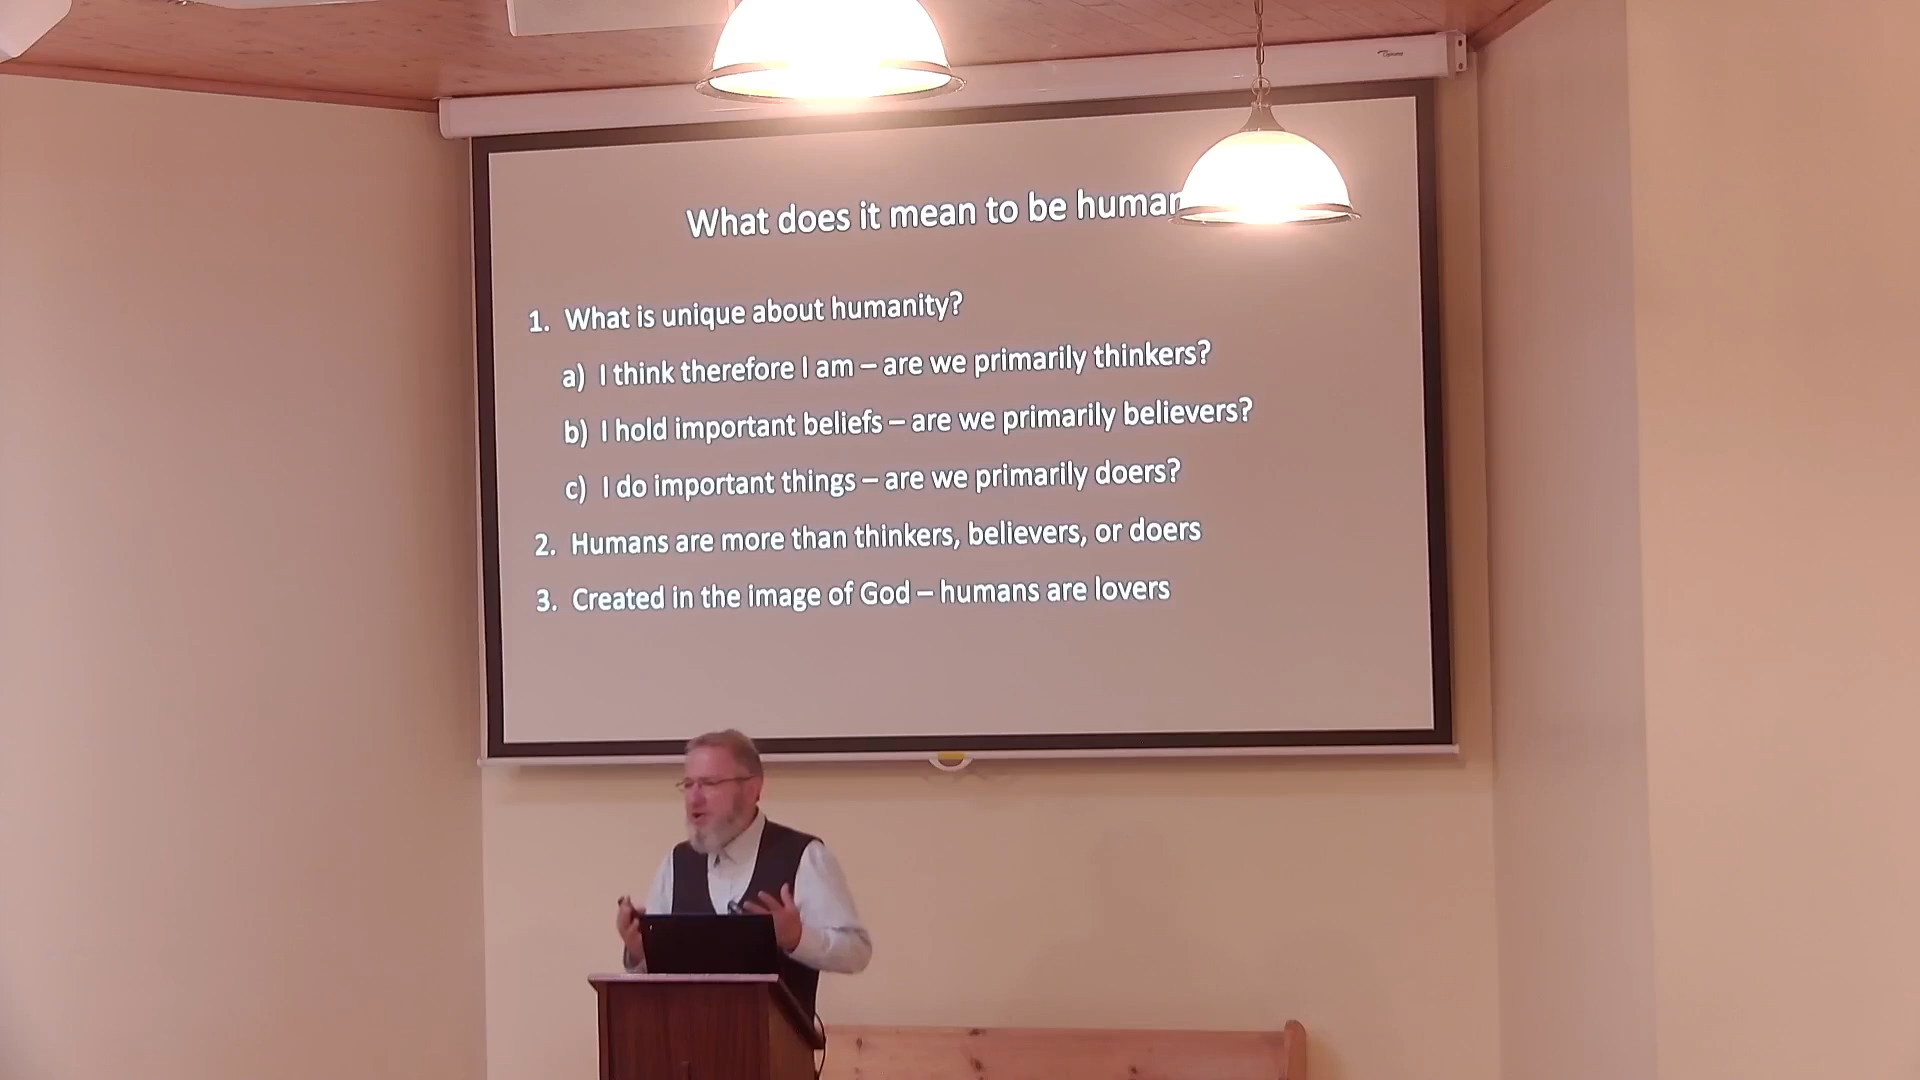 What does it mean to be human
1. What is unique about humanity?
a) I think therefore I am – are we primarily thinkers?
b) I hold important beliefs – are we primarily believers?
c) I do important things – are we primarily doers?
2. Humans are more than thinkers, believers, or doers
3. Created in the image of God – humans are lovers